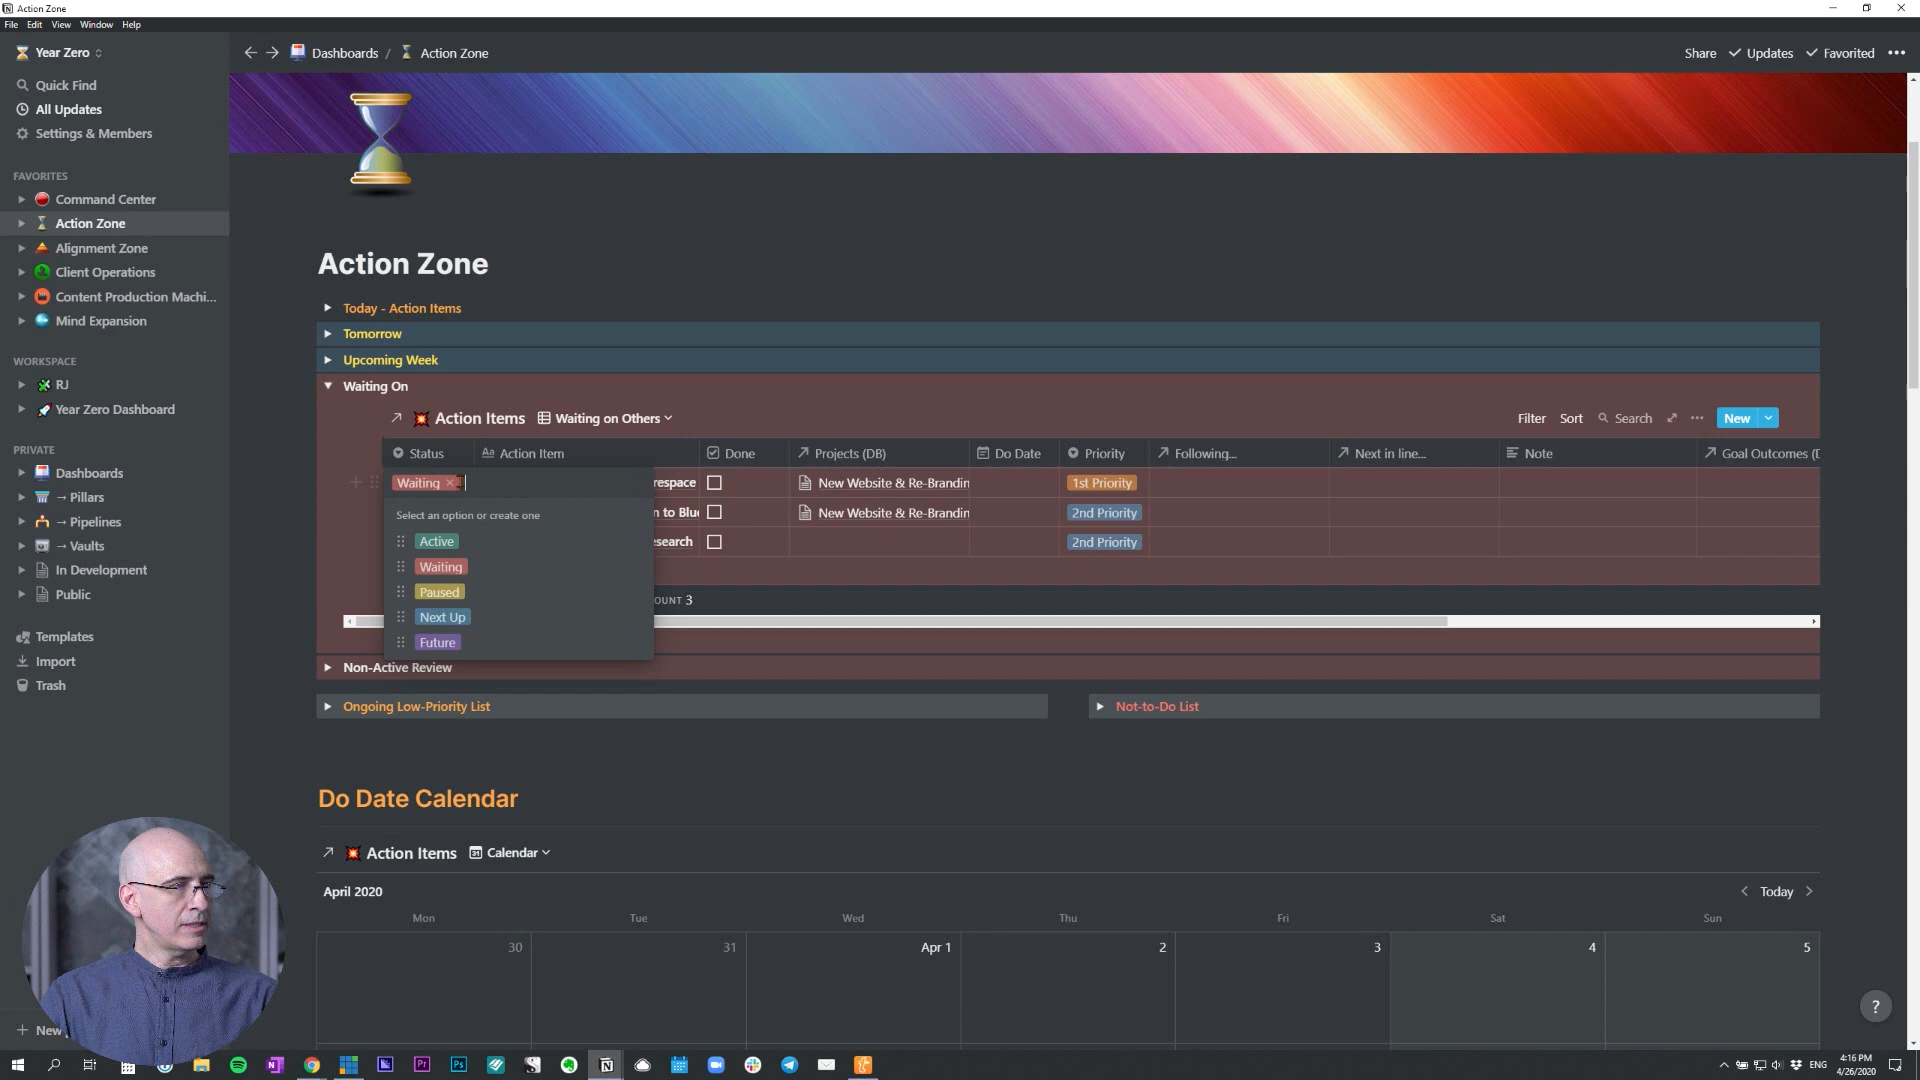 Action Zone
File Edit View Window Help
Year Zero
Dashboards / Action Zone
Share Updates Favorited
Quick Find
All Updates
Settings & Members
FAVORITES
Command Center
Action Zone
Alignment Zone
Client Operations
Content Production Machi...
Mind Expansion
WORKSPACE
RJ
Year Zero Dashboard
PRIVATE
Dashboards
→ Pillars
→ Pipelines
→ Vaults
In Development
Public
Templates
Import
Trash
+ New
Action Zone
Today - Action Items
Tomorrow
Upcoming Week
Waiting On
Action Items Waiting on Others
Filter Sort Search New
Status Aa Action Item Done Projects (DB) Do Date Priority Following... Next in line... Note Goal Outcomes (D
Waiting × respace New Website & Re-Brandin 1st Priority
n to Blu New Website & Re-Brandin 2nd Priority
esearch 2nd Priority
Select an option or create one
Active
Waiting
Paused
Next Up
Future
OUNT 3
Non-Active Review
Ongoing Low-Priority List
Not-to-Do List
Do Date Calendar
Action Items Calendar
April 2020 Today
Mon Tue Wed Thu Fri Sat Sun
30 31 Apr 1 2 3 4 5
?
Pr Ps
ENG
4:16 PM
4/26/2020